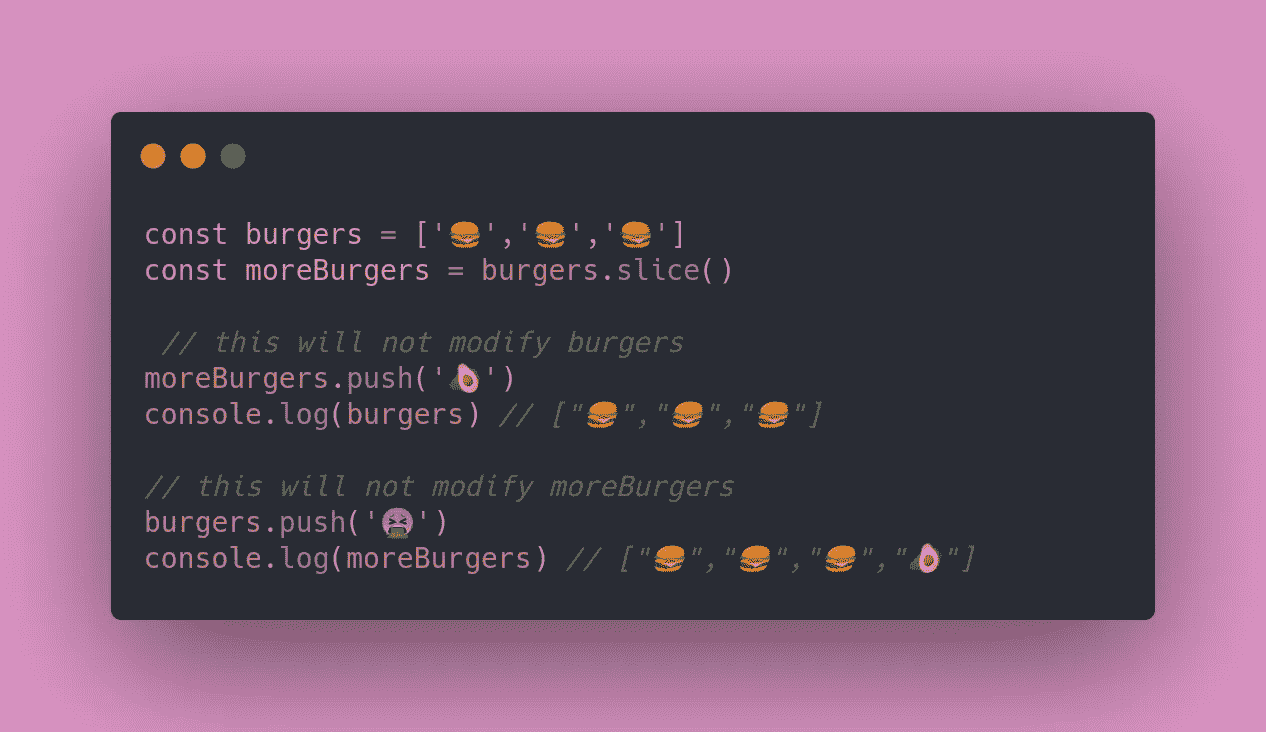 const burgers = ['🍔','🍔','🍔']
const moreBurgers = burgers.slice()
// this will not modify burgers
moreBurgers.push('🥑')
console.log(burgers) // ["🍔","🍔","🍔"]
// this will not modify moreBurgers
burgers.push('🤮')
console.log(moreBurgers) // ["🍔","🍔","🍔","🥑"]